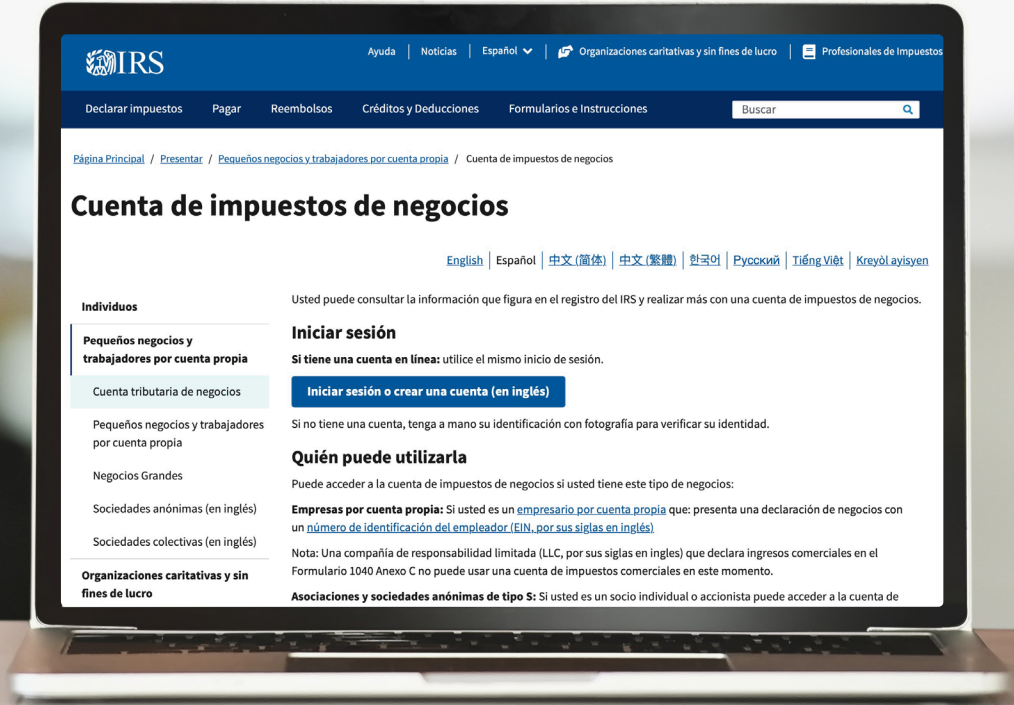 IRS
Ayuda
Noticias
Español
Organizaciones caritativas y sin fines de lucro
Profesionales de Impuestos
Declarar impuestos
Pagar
Reembolsos
Créditos y Deducciones
Formularios e Instrucciones
Buscar
Página Principal / Presentar / Pequeños negocios y trabajadores por cuenta propia / Cuenta de impuestos de negocios
Cuenta de impuestos de negocios
English | Español | 中文 (简体) | 中文 (繁體) | 한국어 | Русский | Tiếng Việt | Kreyòl ayisyen
Individuos
Pequeños negocios y
trabajadores por cuenta propia
Cuenta tributaria de negocios
Pequeños negocios y trabajadores
por cuenta propia
Negocios Grandes
Sociedades anónimas (en inglés)
Sociedades colectivas (en inglés)
Organizaciones caritativas y sin
fines de lucro
Usted puede consultar la información que figura en el registro del IRS y realizar más con una cuenta de impuestos de negocios.
Iniciar sesión
Si tiene una cuenta en línea: utilice el mismo inicio de sesión.
Iniciar sesión o crear una cuenta (en inglés)
Si no tiene una cuenta, tenga a mano su identificación con fotografía para verificar su identidad.
Quién puede utilizarla
Puede acceder a la cuenta de impuestos de negocios si usted tiene este tipo de negocios:
Empresas por cuenta propia: Si usted es un empresario por cuenta propia que: presenta una declaración de negocios con
un número de identificación del empleador (EIN, por sus siglas en inglés)
Nota: Una compañía de responsabilidad limitada (LLC, por sus siglas en ingles) que declara ingresos comerciales en el
Formulario 1040 Anexo C no puede usar una cuenta de impuestos comerciales en este momento.
Asociaciones y sociedades anónimas de tipo S: Si usted es un socio individual o accionista puede acceder a la cuenta de